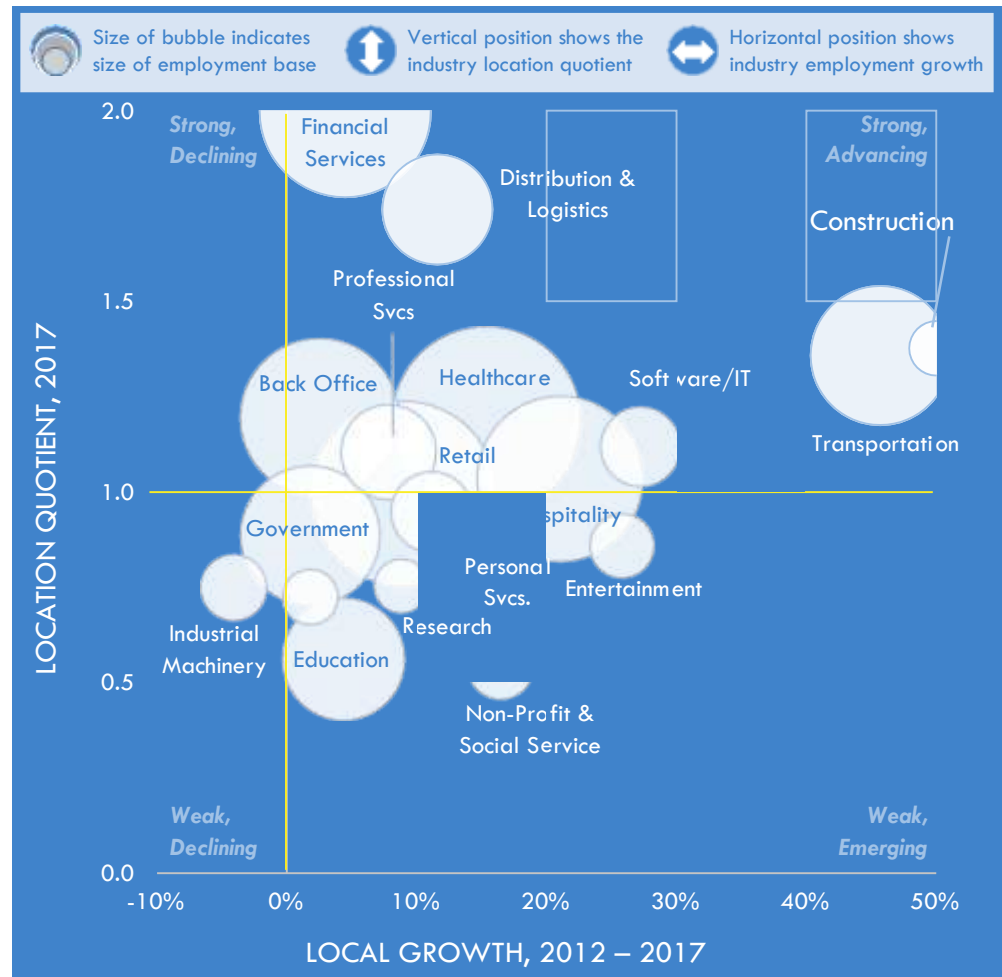 Size of bubble indicates
size of employment base
Vertical position shows the
industry location quotient
Horizontal position shows
industry employment growth
2.0
Strong,
Declining
Financial
Services
Strong,
Advancing
Distribution &
Logistics
Construction
Professional
Svcs
1.5
LOCATION QUOTIENT, 2017
Back Office
Healthcare
Software/IT
Transportation
Retail
1.0
Government
spitality
Personal
Svcs.
Entertainment
Research
Industrial
Machinery
Education
0.5
Non-Profit &
Social Service
Weak,
Declining
Weak,
Emerging
0.0
-10%
0%
10%
20%
30%
40%
50%
LOCAL GROWTH, 2012 – 2017